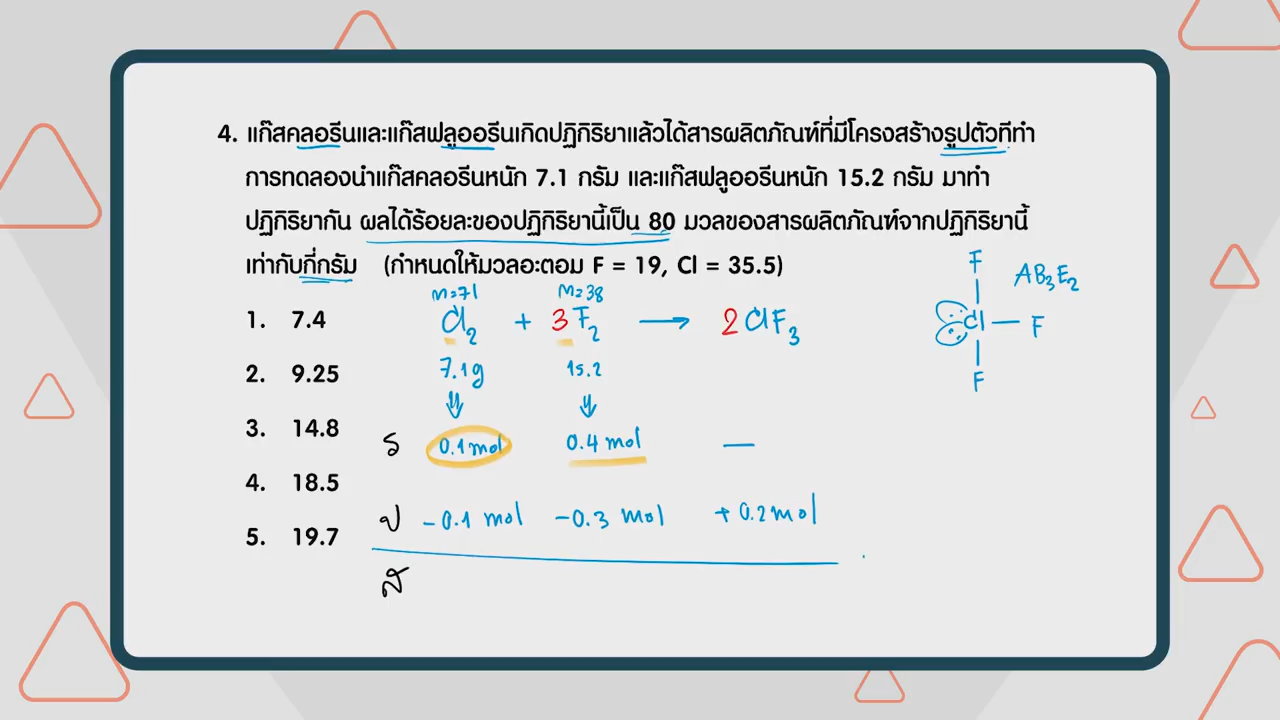 4. แก๊สคลอรีนและแก๊สฟลูออรีนเกิดปฏิกิริยาแล้วได้สารผลิตภัณฑ์ที่มีโครงสร้างรูปตัวทีทำ
การทดลองนำแก๊สคลอรีนหนัก 7.1 กรัม และแก๊สฟลูออรีนหนัก 15.2 กรัม มาทำ
ปฏิกิริยากัน ผลได้ร้อยละของปฏิกิริยานี้เป็น 80 มวลของสารผลิตภัณฑ์จากปฏิกิริยานี้
เท่ากับกี่กรัม (กำหนดให้มวลอะตอม F = 19, Cl = 35.5)
M=71 M=38
1. 7.4
Cl₂ + 3F₂ → 2ClF₃
2. 9.25
7.1g 15.2
3. 14.8
ร 0.1 mol 0.4 mol —
4. 18.5
ป -0.1 mol -0.3 mol +0.2 mol
5. 19.7
ส
F AB₃E₂
Cl — F
F